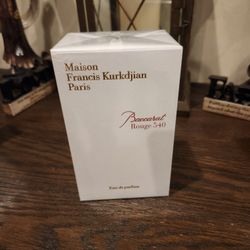 Maison
Francis Kurkdjian
Paris
Baccarat
Rouge 540
Eau de parfum